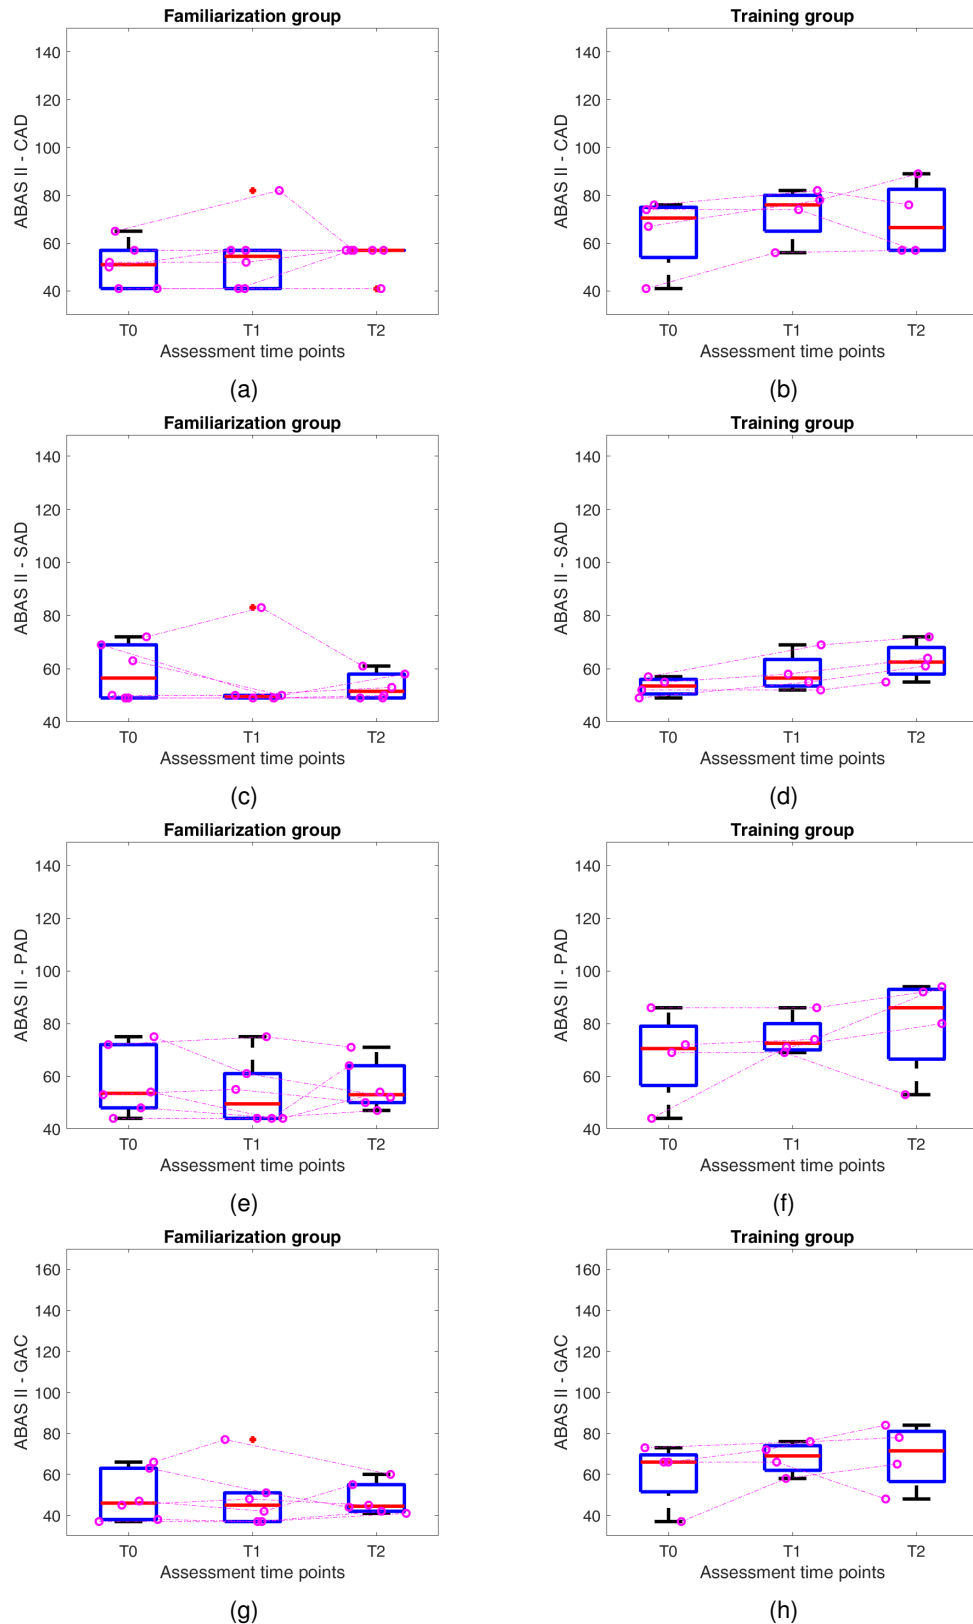 Familiarization group
ABAS II - CAD
140
120
100
80
60
40
T0 T1 T2
Assessment time points
(a)
Training group
ABAS II - CAD
140
120
100
80
60
40
T0 T1 T2
Assessment time points
(b)
Familiarization group
ABAS II - SAD
140
120
100
80
60
40
T0 T1 T2
Assessment time points
(c)
Training group
ABAS II - SAD
140
120
100
80
60
40
T0 T1 T2
Assessment time points
(d)
Familiarization group
ABAS II - PAD
140
120
100
80
60
40
T0 T1 T2
Assessment time points
(e)
Training group
ABAS II - PAD
140
120
100
80
60
40
T0 T1 T2
Assessment time points
(f)
Familiarization group
ABAS II - GAC
160
140
120
100
80
60
40
T0 T1 T2
Assessment time points
(g)
Training group
ABAS II - GAC
160
140
120
100
80
60
40
T0 T1 T2
Assessment time points
(h)